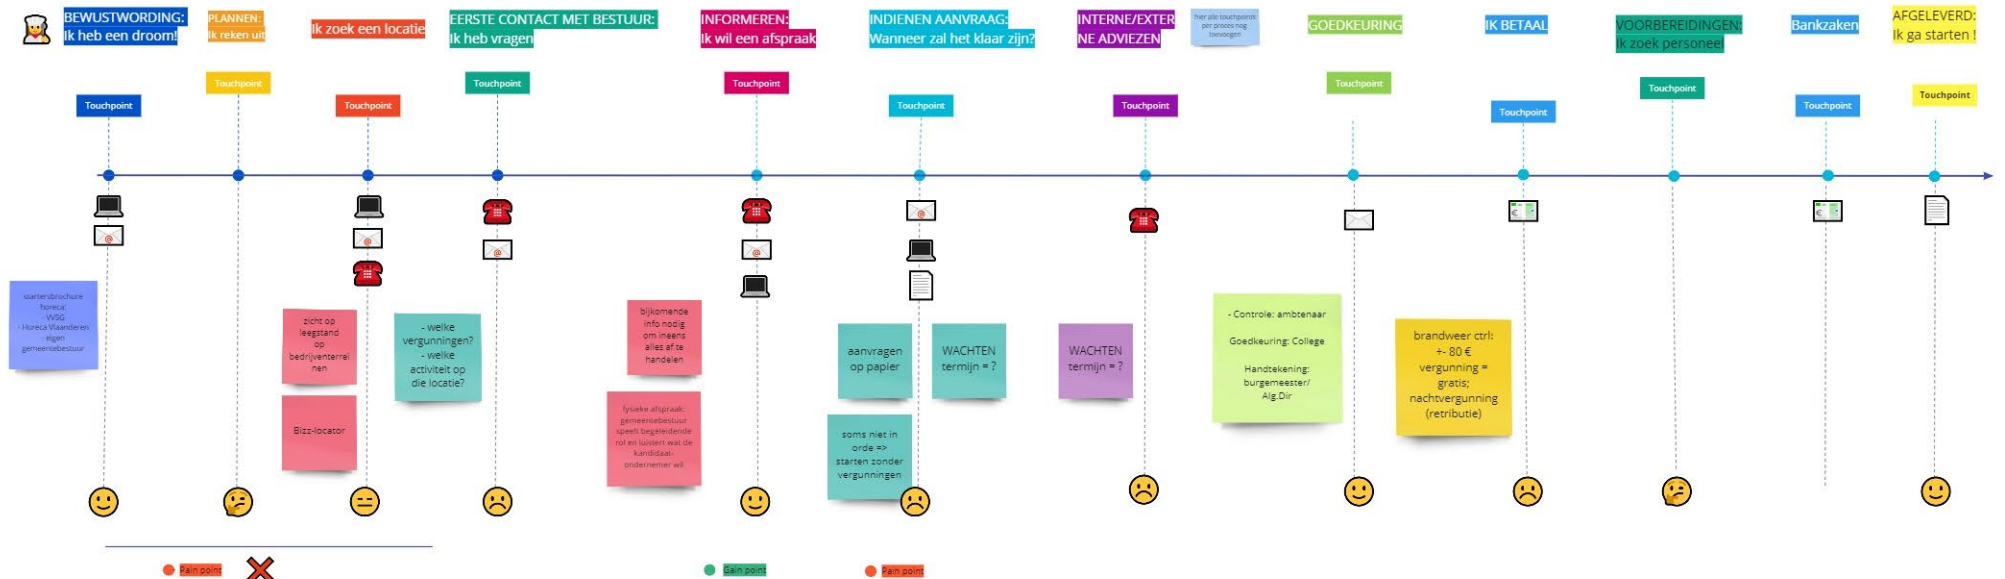 BEWUSTWORDING:
Ik heb een droom!
PLANNEN:
Ik reken uit
Ik zoek een locatie
EERSTE CONTACT MET BESTUUR:
Ik heb vragen
INFORMEREN:
Ik wil een afspraak
INDIENEN AANVRAAG:
Wanneer zal het klaar zijn?
INTERNE/EXTER
NE ADVIEZEN
hier alle touchpoints
per proces nog
toevoegen
GOEDKEURING
IK BETAAL
VOORBEREIDINGEN:
Ik zoek personeel
Bankzaken
AFGELEVERD:
Ik ga starten !
Touchpoint
Touchpoint
Touchpoint
Touchpoint
Touchpoint
Touchpoint
Touchpoint
Touchpoint
Touchpoint
Touchpoint
Touchpoint
Touchpoint
startersbrochure
horeca:
- VVSG
- Horeca Vlaanderen
- eigen
gemeentebestuur
zicht op
leegstand
op
bedrijventerrei
nen
Bizz-locator
- welke
vergunningen?
- welke
activiteit op
die locatie?
bijkomende
info nodig
om ineens
alles af te
handelen
fysieke afspraak:
gemeentebestuur
speelt begeleidende
rol en luistert wat de
kandidaat-
ondernemer wil
aanvragen
op papier
WACHTEN
termijn = ?
soms niet in
orde =>
starten zonder
vergunningen
WACHTEN
termijn = ?
- Controle: ambtenaar
Goedkeuring: College
Handtekening:
burgemeester/
Alg.Dir
brandweer ctrl:
+- 80 €
vergunning =
gratis;
nachtvergunning
(retributie)
Pain point
Gain point
Pain point